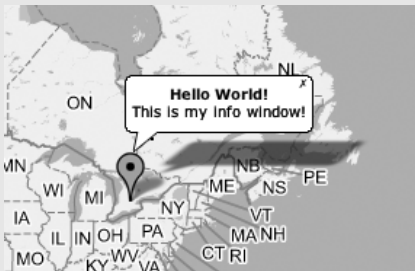 NL
ON
Hello World!
x
This is my info window!
MN
WI
MI
NB
PE
ME
NS
IA
NY
VT
IL
IN
OH
PA
MA
NH
MO
KY
WV
VA
CT
RI